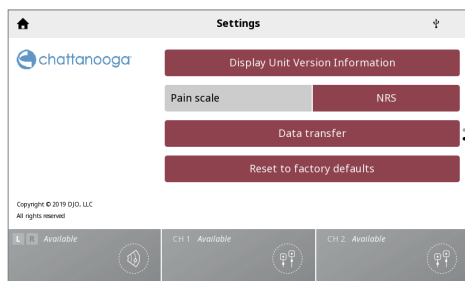 Settings
chattanooga
Display Unit Version Information
Pain scale NRS
Data transfer
Reset to factory defaults
Copyright © 2019 DJO, LLC
All rights reserved
L R Available
CH 1 Available
CH 2 Available